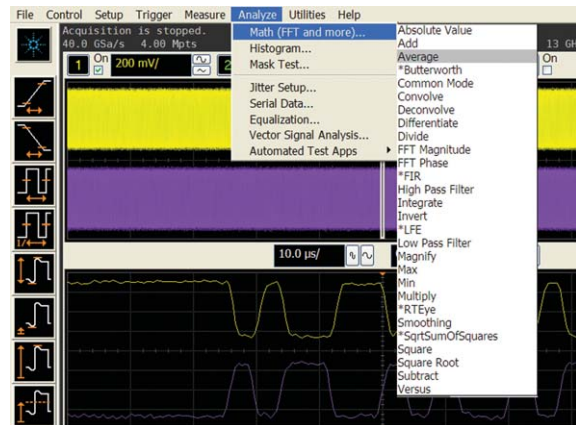 File Control Setup Trigger Measure Analyze Utilities Help
Acquisition is stopped.
40.0 GSa/s 4.00 Mpts
13 GH
1 On 200 mV/ 2
On
Math (FFT and more)...
Histogram...
Mask Test...
Jitter Setup...
Serial Data...
Equalization...
Vector Signal Analysis...
Automated Test Apps
Absolute Value
Add
Average
*Butterworth
Common Mode
Convolve
Deconvolve
Differentiate
Divide
FFT Magnitude
FFT Phase
*FIR
High Pass Filter
Integrate
Invert
*LFE
Low Pass Filter
Magnify
Max
Min
Multiply
*RTEye
Smoothing
*SqrtSumOfSquares
Square
Square Root
Subtract
Versus
10.0 µs/
1/